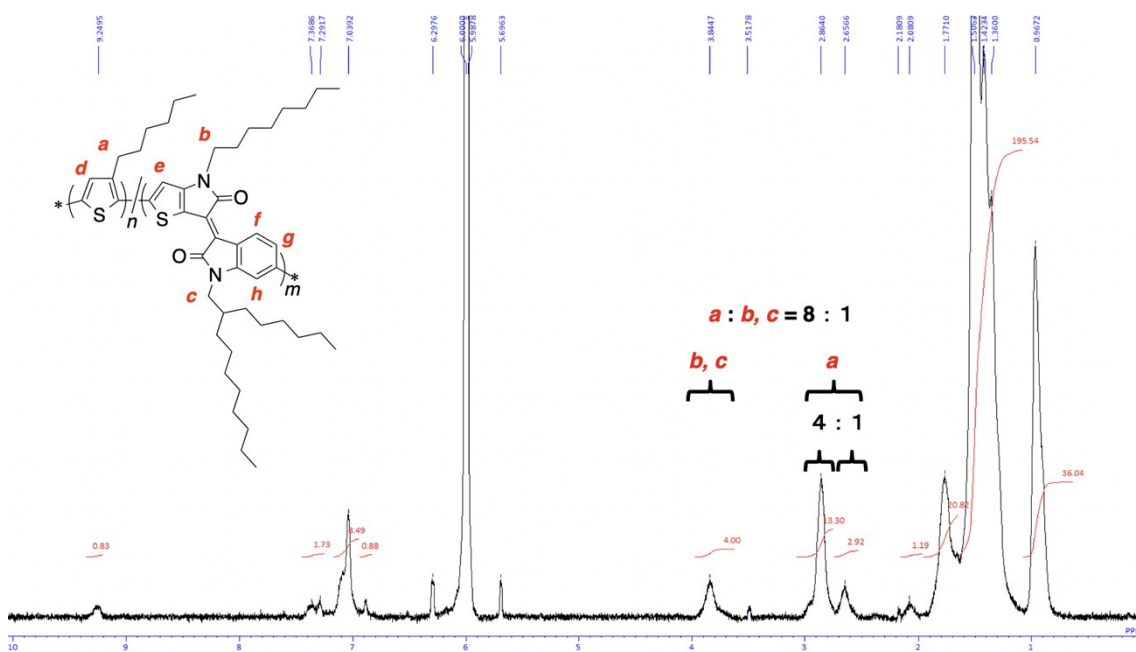 9.2495
7.3686
7.2917
7.0392
6.2976
6.0000
5.9878
5.6963
3.8447
3.5178
2.8640
2.6566
2.1809
2.0809
1.7710
1.5063
1.4234
1.3600
0.9672
a
b
d
e
* ( S )n ( S N O
f
g
O N )m *
c
h
a : b, c = 8 : 1
b, c
a
4 : 1
195.54
36.04
0.83
1.73
8.49
0.88
4.00
13.30
2.92
1.19
20.82
10 9 8 7 6 5 4 3 2 1